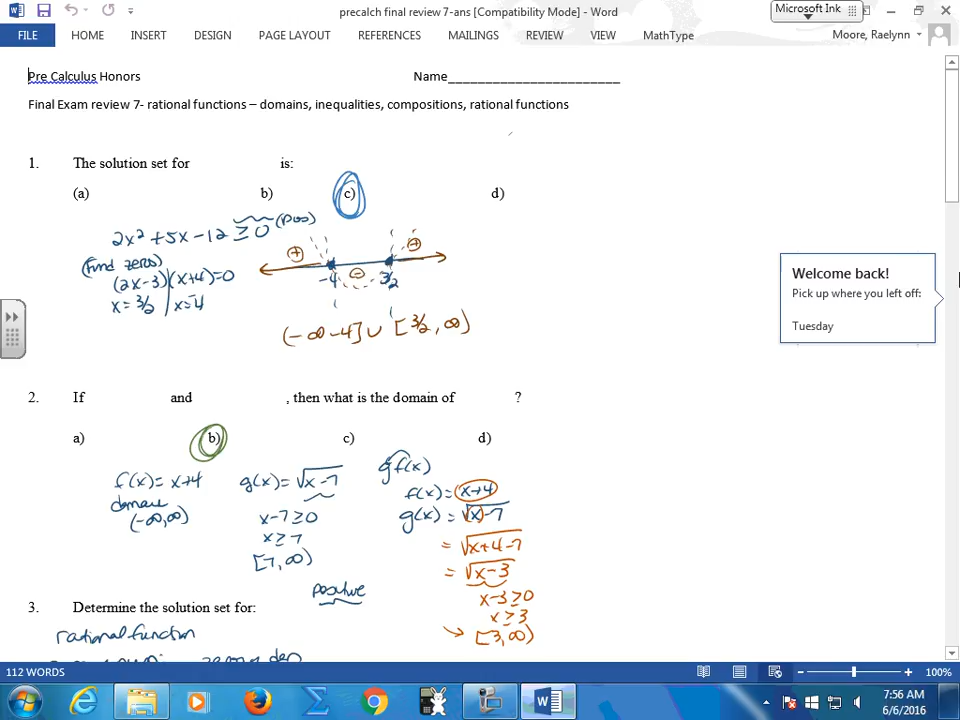 precalch final review 7-ans [Compatibility Mode] - Word
Microsoft Ink
FILE HOME INSERT DESIGN PAGE LAYOUT REFERENCES MAILINGS REVIEW VIEW MathType Moore, Raelynn
Pre Calculus Honors Name________________________
Final Exam review 7- rational functions – domains, inequalities, compositions, rational functions
1. The solution set for is:
(a) b) c) d)
2x² + 5x - 12 ≥ 0 (pos)
(find zeros)
(2x-3)(x+4)=0
x = 3/2 | x = -4
+ - +
-4 3/2
(-∞ -4] ∪ [3/2, ∞)
Welcome back!
Pick up where you left off:
Tuesday
2. If and , then what is the domain of ?
a) b) c) d)
f(x) = x+4
domain
(-∞,∞)
g(x) = √x-7
x-7≥0
x ≥ 7
[7, ∞)
positive
g f(x)
f(x) = x+4
g(x) = √(x)-7
= √x+4-7
= √x-3
x-3 ≥ 0
x ≥ 3
→ [3,∞)
3. Determine the solution set for:
rational function
112 WORDS 100%
7:56 AM
6/6/2016